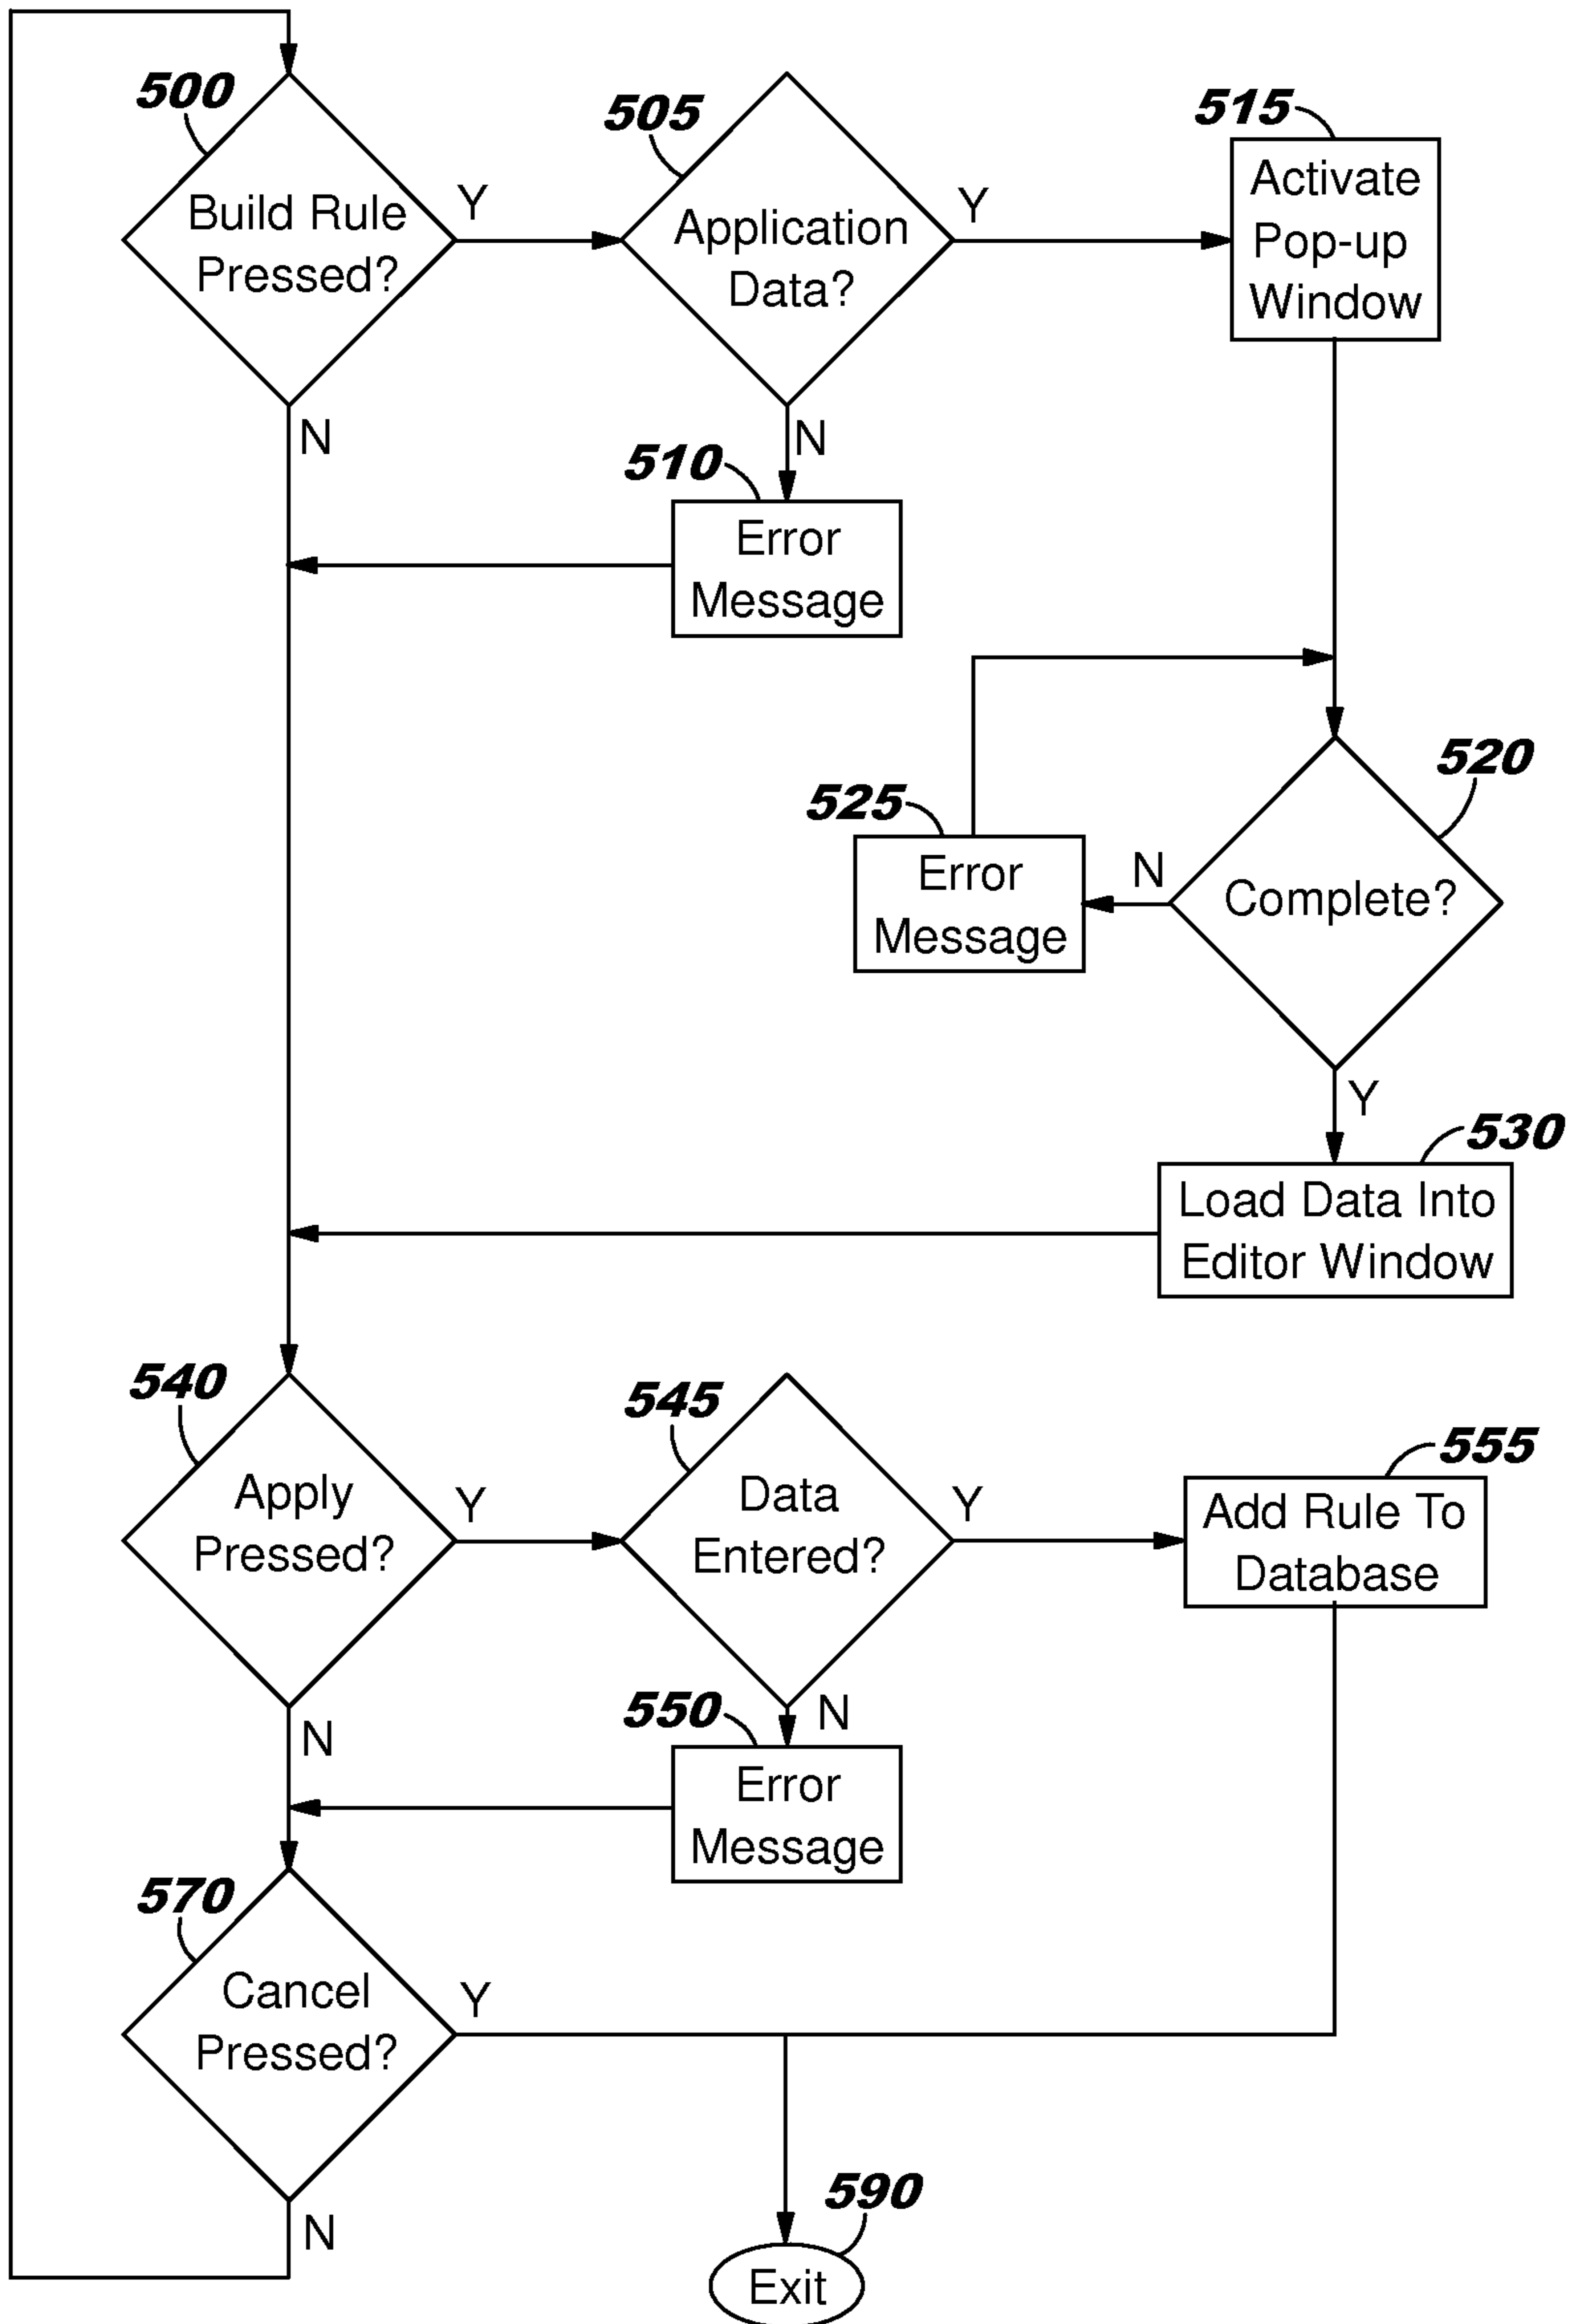 500
Build Rule
Pressed?
Y
N
505
Application
Data?
Y
N
515
Activate
Pop-up
Window
510
Error
Message
520
Complete?
N
Y
525
Error
Message
530
Load Data Into
Editor Window
540
Apply
Pressed?
Y
N
545
Data
Entered?
Y
N
555
Add Rule To
Database
550
Error
Message
570
Cancel
Pressed?
Y
N
590
Exit